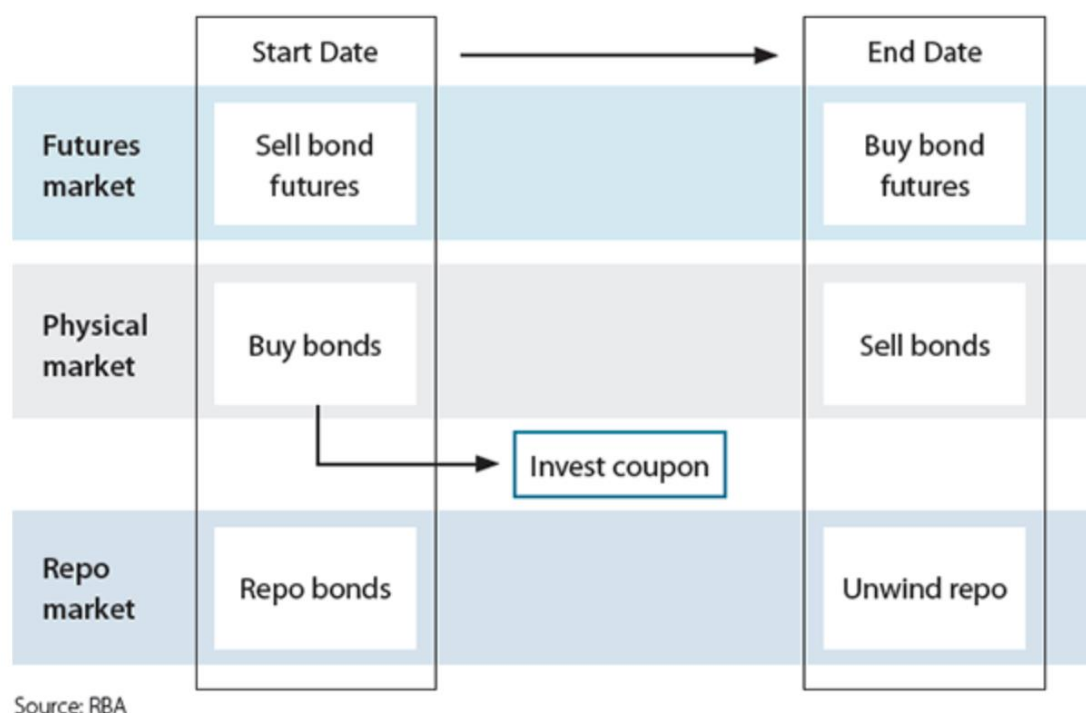 Start Date
End Date
Futures
market
Sell bond
futures
Buy bond
futures
Physical
market
Buy bonds
Sell bonds
Invest coupon
Repo
market
Repo bonds
Unwind repo
Source: RBA